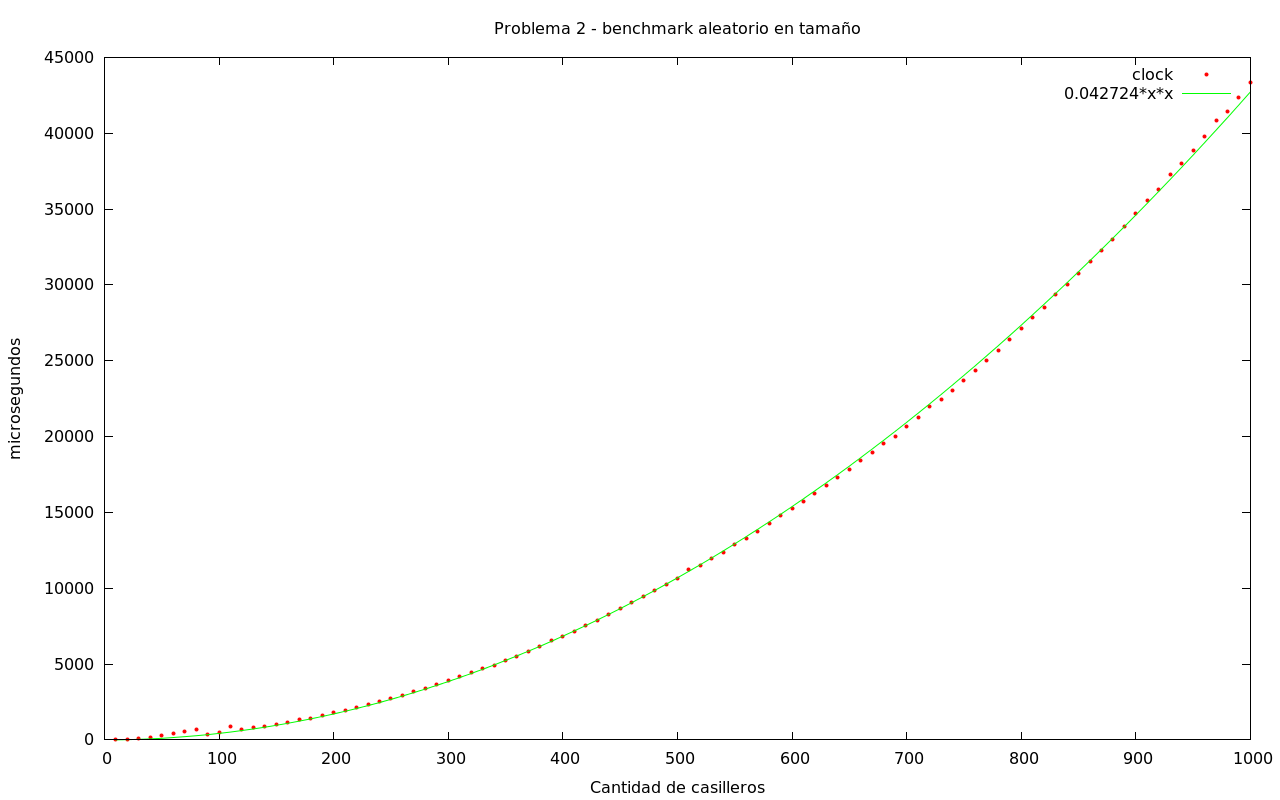 Problema 2 - benchmark aleatorio en tamaño
45000
40000
35000
30000
25000
20000
15000
10000
5000
0
clock
0.042724*x*x
microsegundos
0 100 200 300 400 500 600 700 800 900 1000
Cantidad de casilleros